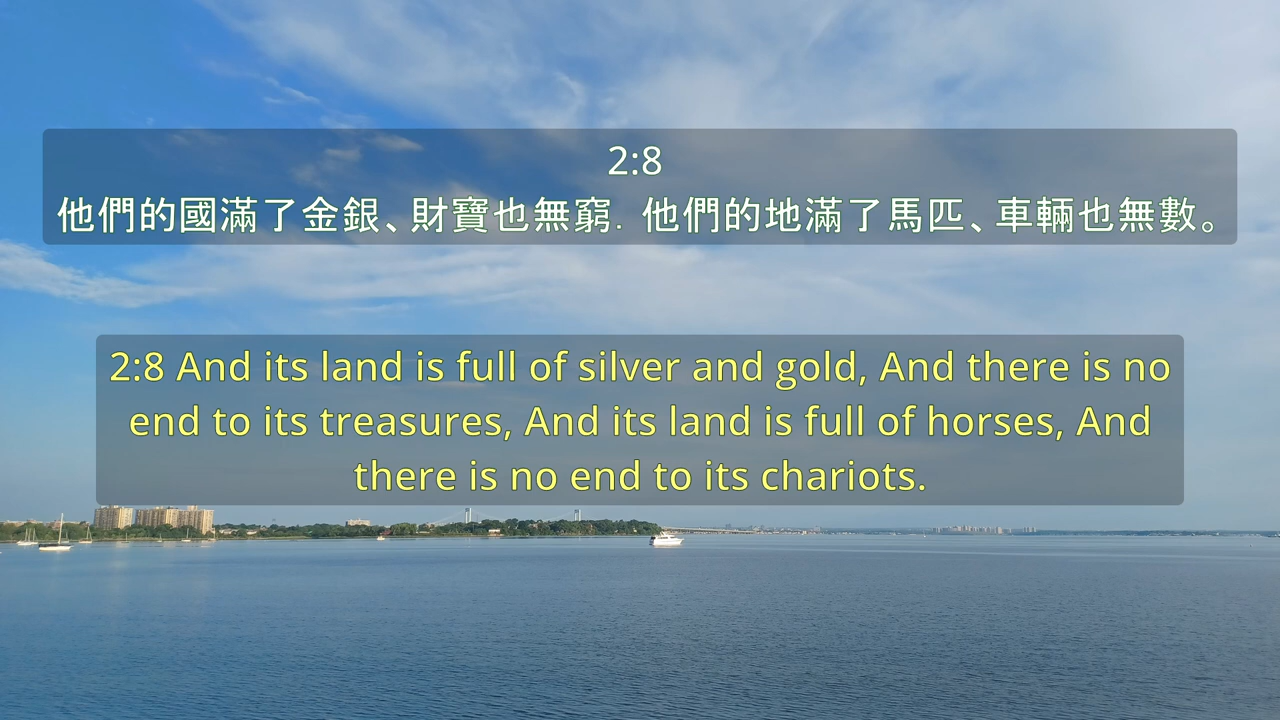 2:8
他們的國滿了金銀、財寶也無窮. 他們的地滿了馬匹、車輛也無數。
2:8 And its land is full of silver and gold, And there is no
end to its treasures, And its land is full of horses, And
there is no end to its chariots.